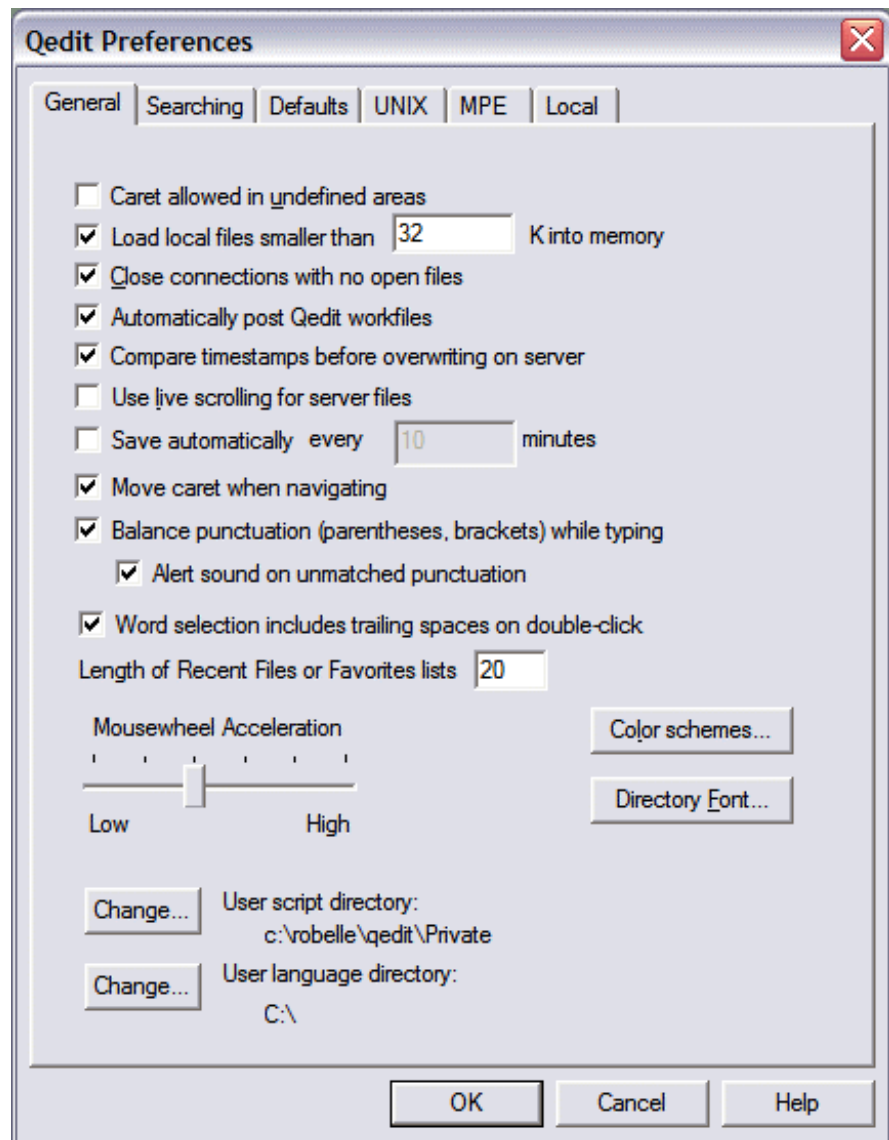 Qedit Preferences
General Searching Defaults UNIX MPE Local
Caret allowed in undefined areas
Load local files smaller than 32 K into memory
Close connections with no open files
Automatically post Qedit workfiles
Compare timestamps before overwriting on server
Use live scrolling for server files
Save automatically every 10 minutes
Move caret when navigating
Balance punctuation (parentheses, brackets) while typing
Alert sound on unmatched punctuation
Word selection includes trailing spaces on double-click
Length of Recent Files or Favorites lists 20
Mousewheel Acceleration
Color schemes...
Low High
Directory Font...
Change... User script directory:
c:\robelle\qedit\Private
Change... User language directory:
C:\
OK Cancel Help